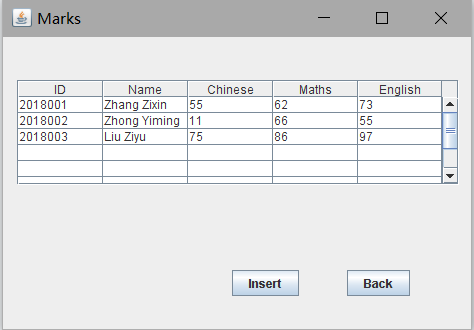 Marks
ID Name Chinese Maths English
2018001 Zhang Zixin 55 62 73
2018002 Zhong Yiming 11 66 55
2018003 Liu Ziyu 75 86 97
Insert Back